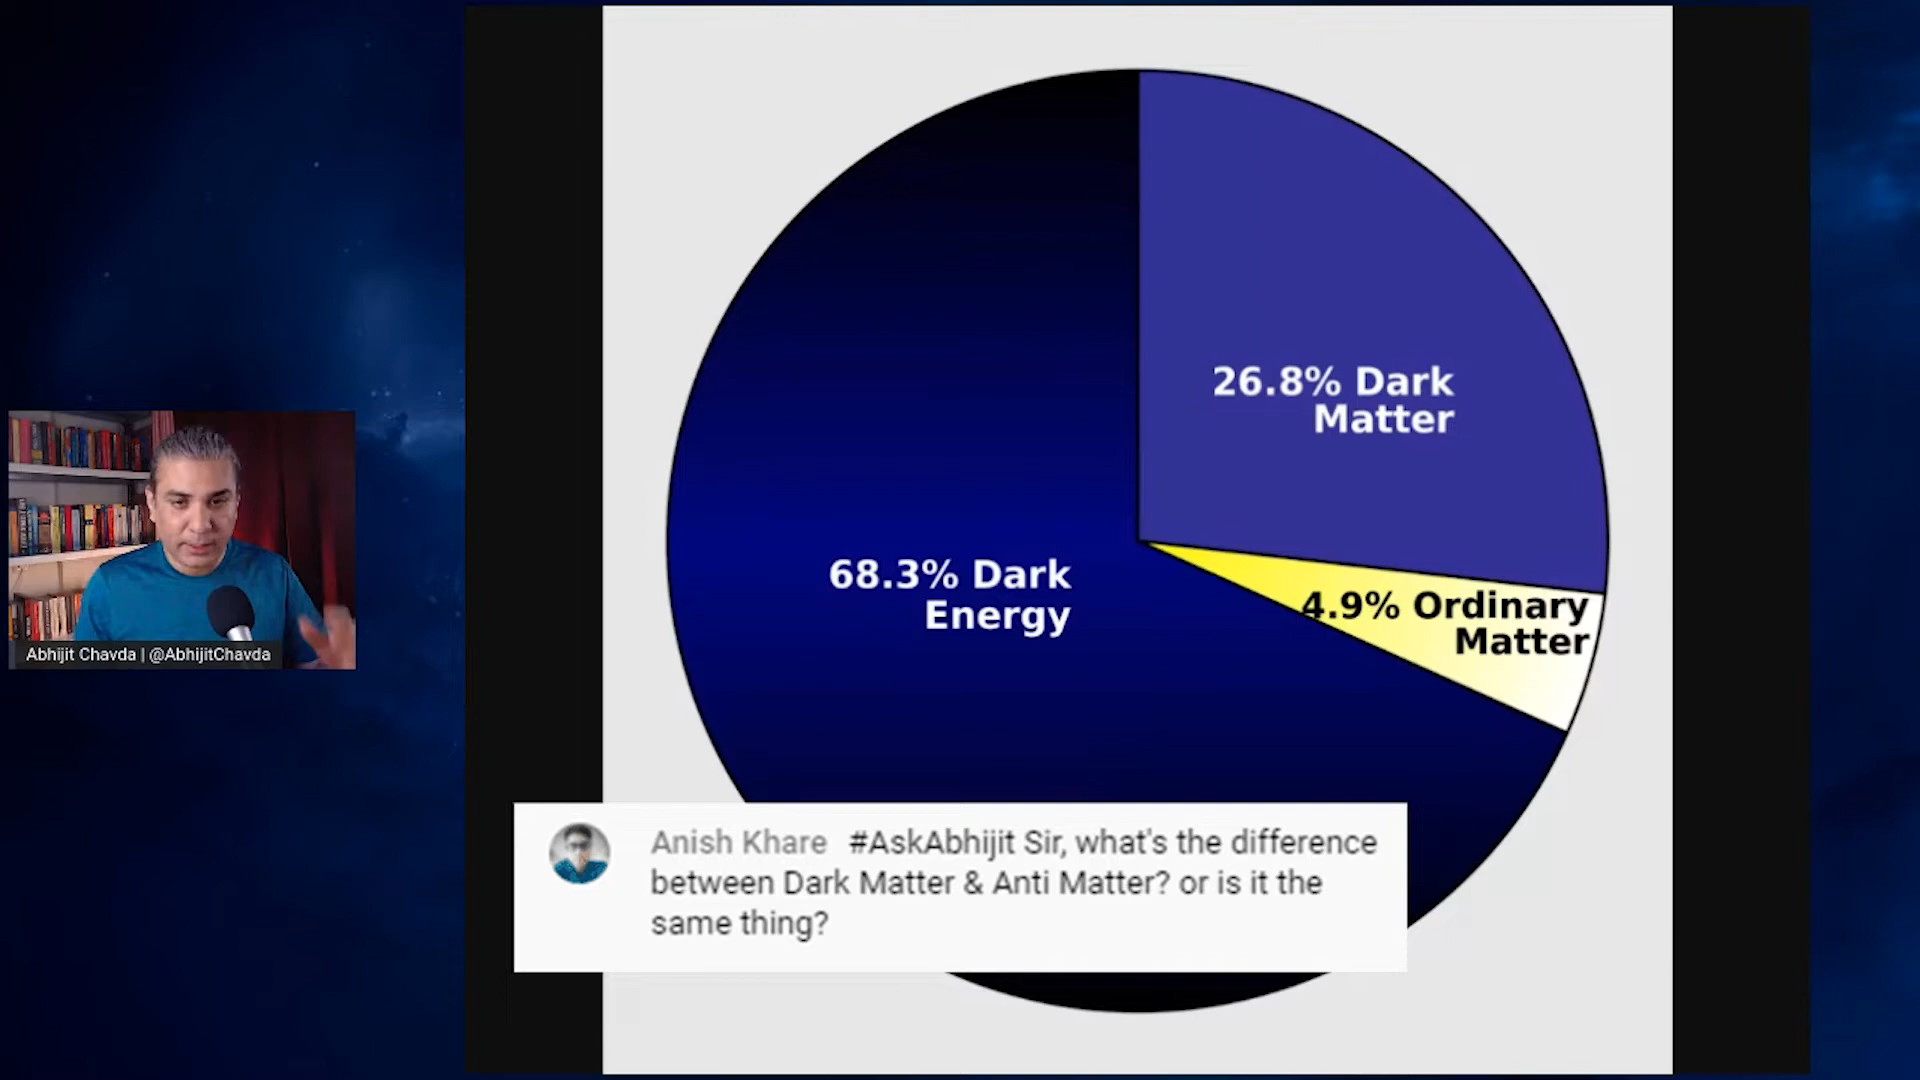 26.8% Dark
Matter
68.3% Dark
Energy
4.9% Ordinary
Matter
Abhijit Chavda | @AbhijitChavda
Anish Khare #AskAbhijit Sir, what's the difference
between Dark Matter & Anti Matter? or is it the
same thing?